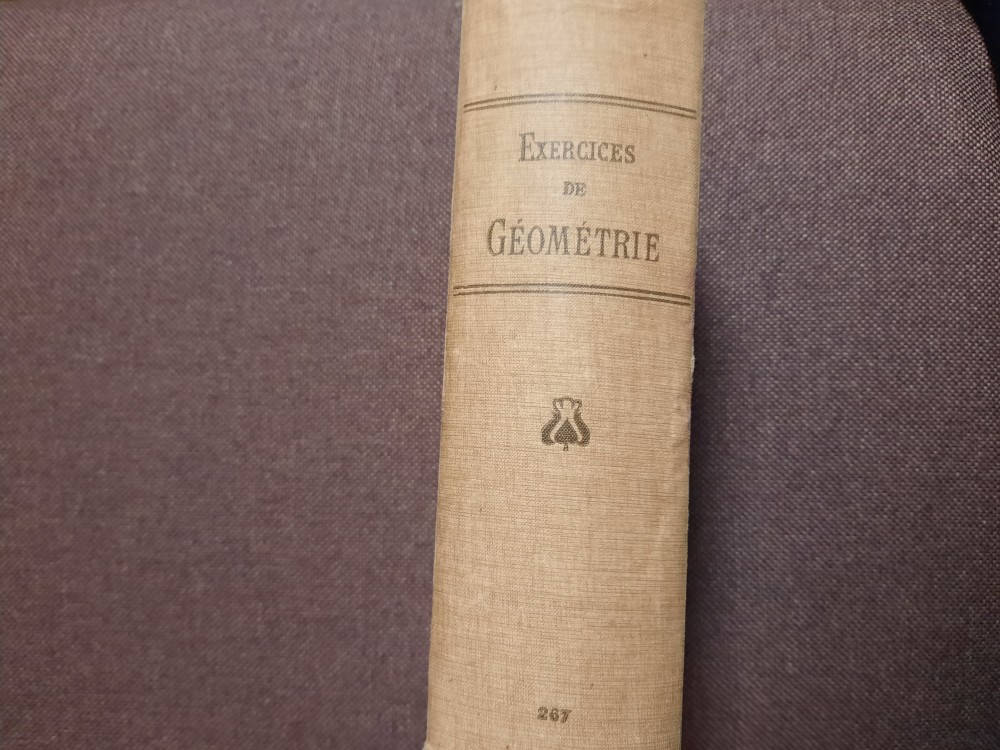 EXERCICES
DE
GÉOMÉTRIE
267